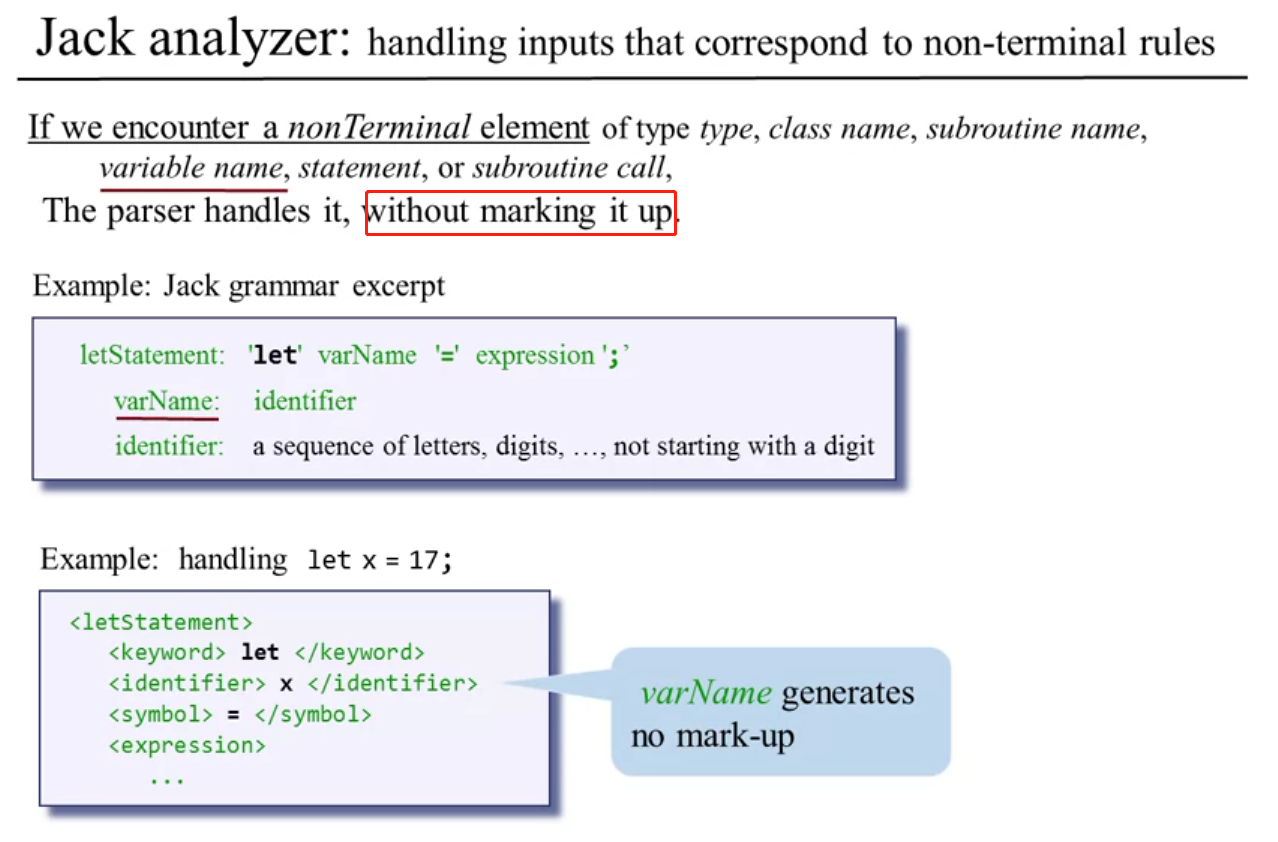 Jack analyzer: handling inputs that correspond to non-terminal rules
If we encounter a nonTerminal element of type type, class name, subroutine name,
variable name, statement, or subroutine call,
The parser handles it, without marking it up.
Example: Jack grammar excerpt
letStatement: 'let' varName '=' expression ';’
varName: identifier
identifier: a sequence of letters, digits, …, not starting with a digit
Example: handling let x = 17;
<letStatement>
<keyword> let </keyword>
<identifier> x </identifier>
<symbol> = </symbol>
<expression>
...
varName generates
no mark-up